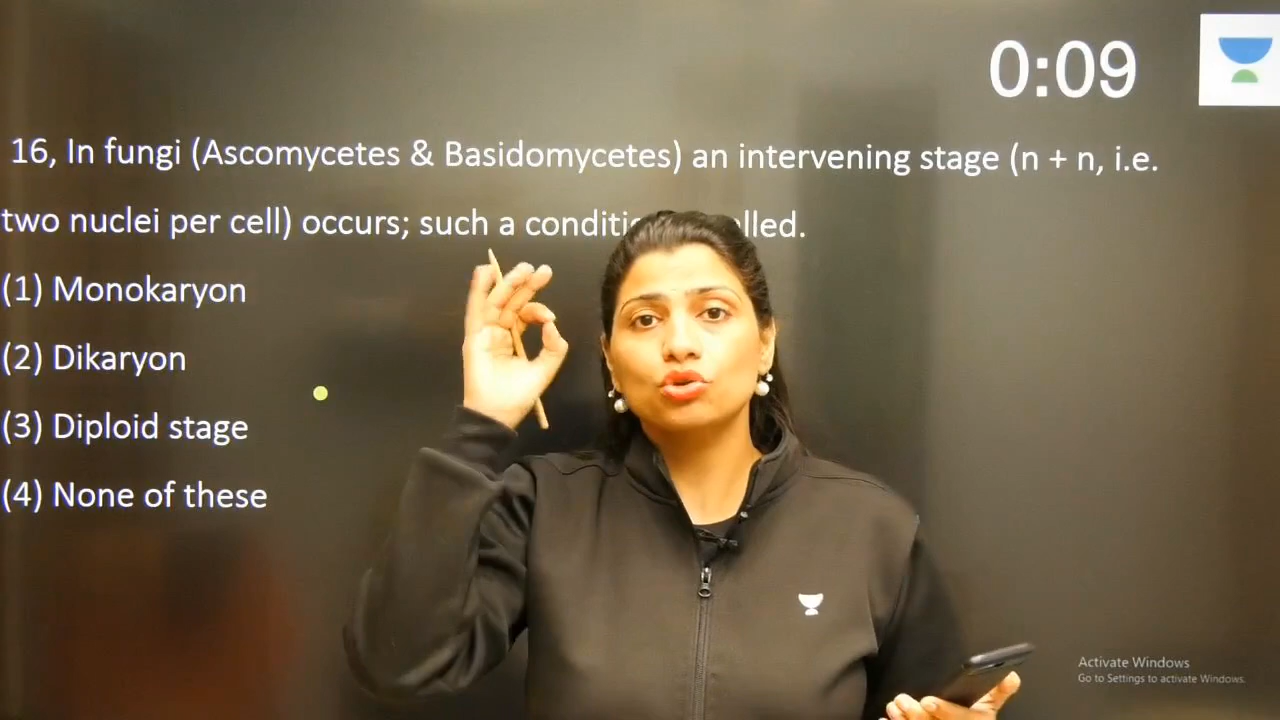 0:09
16, In fungi (Ascomycetes & Basidomycetes) an intervening stage (n + n, i.e.
two nuclei per cell) occurs; such a
(1) Monokaryon
(2) Dikaryon
(3) Diploid stage
(4) None of these
Activate Windows
Go to Settings to activate Windows.